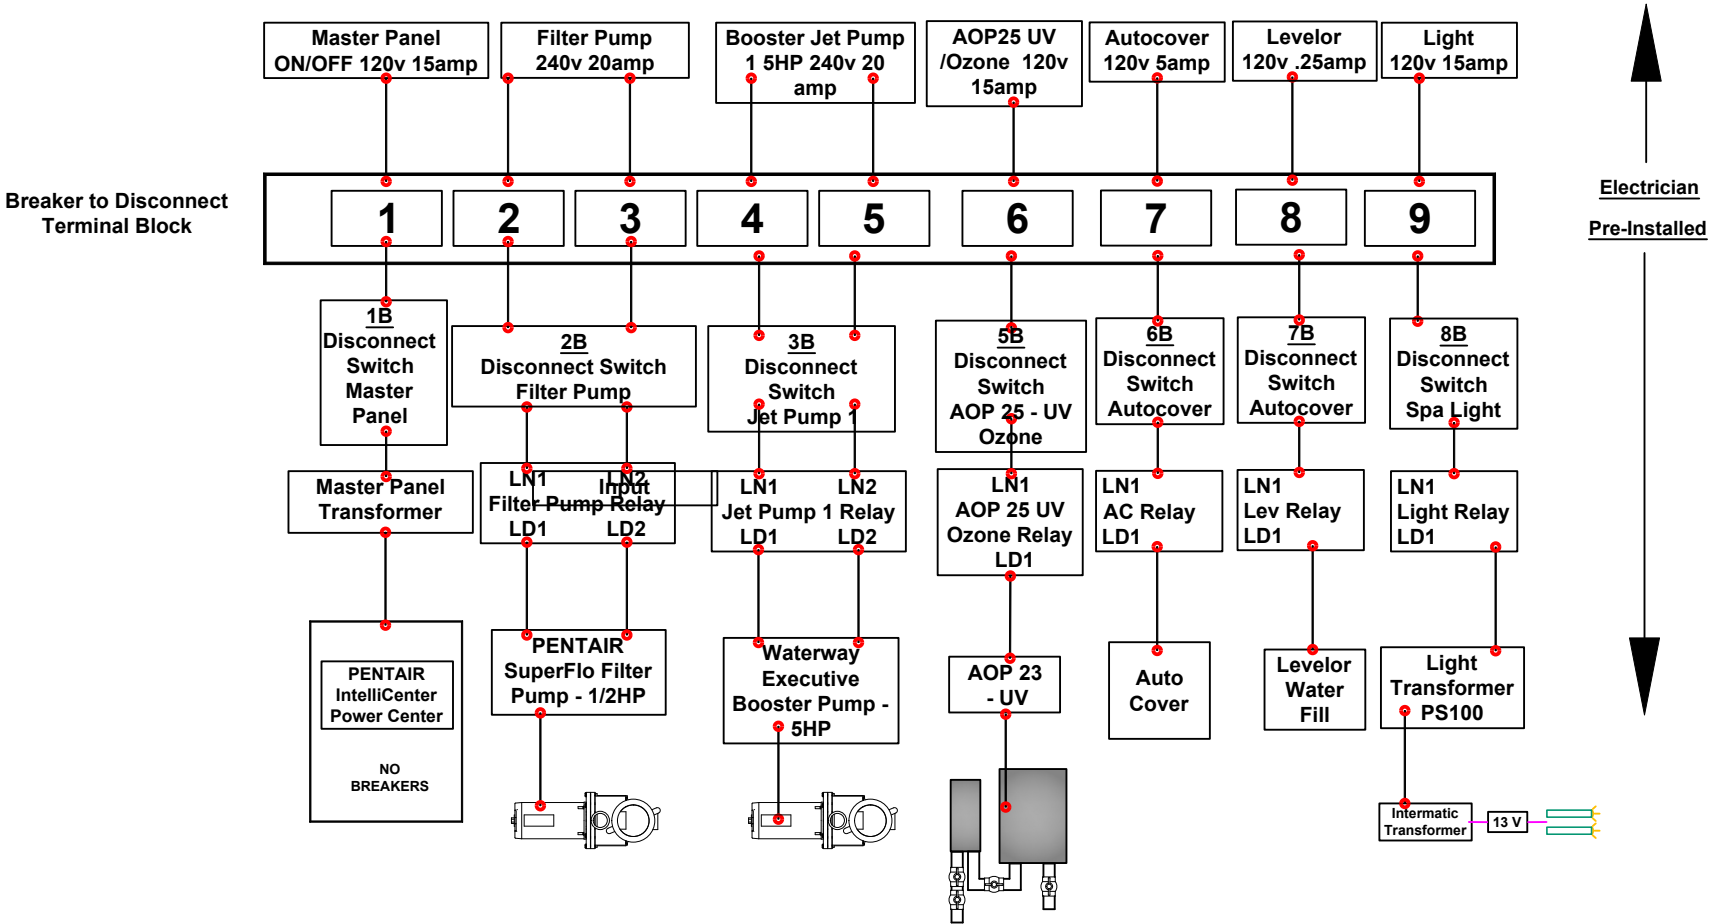 Master Panel
ON/OFF 120v 15amp
Filter Pump
240v 20amp
Booster Jet Pump
1 5HP 240v 20
amp
AOP25 UV
/Ozone 120v
15amp
Autocover
120v 5amp
Levelor
120v .25amp
Light
120v 15amp
Breaker to Disconnect
Terminal Block
1
2
3
4
5
6
7
8
9
Electrician
Pre-Installed
1B
Disconnect
Switch
Master
Panel
2B
Disconnect Switch
Filter Pump
3B
Disconnect
Switch
Jet Pump 1
5B
Disconnect
Switch
AOP 25 - UV
Ozone
6B
Disconnect
Switch
Autocover
7B
Disconnect
Switch
Autocover
8B
Disconnect
Switch
Spa Light
Master Panel
Transformer
LN1 LN2
Input
Filter Pump Relay
LD1 LD2
LN1 LN2
Jet Pump 1 Relay
LD1 LD2
LN1
AOP 25 UV
Ozone Relay
LD1
LN1
AC Relay
LD1
LN1
Lev Relay
LD1
LN1
Light Relay
LD1
PENTAIR
IntelliCenter
Power Center
NO
BREAKERS
PENTAIR
SuperFlo Filter
Pump - 1/2HP
Waterway
Executive
Booster Pump -
5HP
AOP 23
- UV
Auto
Cover
Levelor
Water
Fill
Light
Transformer
PS100
Intermatic
Transformer
13 V